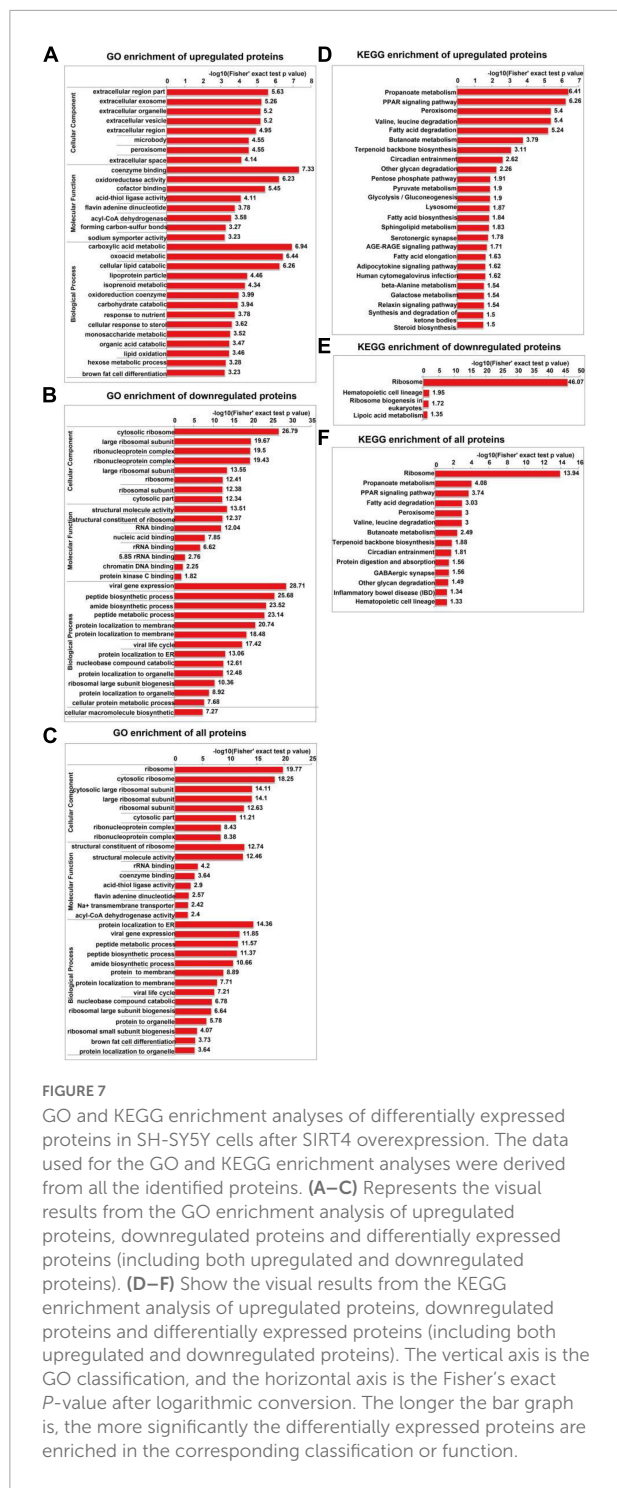 A
GO enrichment of upregulated proteins
-log10(Fisher' exact test p value)
0 1 2 3 4 5 6 7 8
Cellular Component
extracellular region part 5.63
extracellular exosome 5.26
extracellular organelle 5.2
extracellular vesicle 5.2
extracellular region 4.95
microbody 4.55
peroxisome 4.55
extracellular space 4.14
Molecular Function
coenzyme binding 7.33
oxidoreductase activity 6.23
cofactor binding 5.45
acid-thiol ligase activity 4.11
flavin adenine dinucleotide 3.78
acyl-CoA dehydrogenase 3.58
forming carbon-sulfur bonds 3.27
sodium symporter activity 3.23
Biological Process
carboxylic acid metabolic 6.94
oxoacid metabolic 6.44
cellular lipid catabolic 6.26
lipoprotein particle 4.46
isoprenoid metabolic 4.34
oxidoreduction coenzyme 3.99
carbohydrate catabolic 3.94
response to nutrient 3.78
cellular response to sterol 3.62
monosaccharide metabolic 3.52
organic acid catabolic 3.47
lipid oxidation 3.46
hexose metabolic process 3.28
brown fat cell differentiation 3.23
B
GO enrichment of downregulated proteins
-log10(Fisher' exact test p value)
0 5 10 15 20 25 30 35
Cellular Component
cytosolic ribosome 26.79
large ribosomal subunit 19.67
ribonucleoprotein complex 19.5
ribonucleoprotein complex 19.43
large ribosomal subunit 13.55
ribosome 12.41
ribosomal subunit 12.38
cytosolic part 12.34
Molecular Function
structural molecule activity 13.51
structural constituent of ribosome 12.37
RNA binding 12.04
nucleic acid binding 7.85
rRNA binding 6.62
5.8S rRNA binding 2.76
chromatin DNA binding 2.25
protein kinase C binding 1.82
Biological Process
viral gene expression 28.71
peptide biosynthetic process 25.68
amide biosynthetic process 23.52
peptide metabolic process 23.14
protein localization to membrane 20.74
protein localization to membrane 18.48
viral life cycle 17.42
protein localization to ER 13.06
nucleobase compound catabolic 12.61
protein localization to organelle 12.48
ribosomal large subunit biogenesis 10.36
protein localization to organelle 8.92
cellular protein metabolic process 7.68
cellular macromolecule biosynthetic 7.27
C
GO enrichment of all proteins
-log10(Fisher' exact test p value)
0 5 10 15 20 25
Cellular Component
ribosome 19.77
cytosolic ribosome 18.25
cytosolic large ribosomal subunit 14.11
large ribosomal subunit 14.1
ribosomal subunit 12.63
cytosolic part 11.21
ribonucleoprotein complex 8.43
ribonucleoprotein complex 8.38
Molecular Function
structural constituent of ribosome 12.74
structural molecule activity 12.46
rRNA binding 4.2
coenzyme binding 3.64
acid-thiol ligase activity 2.9
flavin adenine dinucleotide 2.57
Na+ transmembrane transporter 2.42
acyl-CoA dehydrogenase activity 2.4
Biological Process
protein localization to ER 14.36
viral gene expression 11.85
peptide metabolic process 11.57
peptide biosynthetic process 11.37
amide biosynthetic process 10.66
protein to membrane 8.89
protein localization to membrane 7.71
viral life cycle 7.21
nucleobase compound catabolic 6.78
ribosomal large subunit biogenesis 6.64
protein to organelle 5.78
ribosomal small subunit biogenesis 4.07
brown fat cell differentiation 3.73
protein localization to organelle 3.64
D
KEGG enrichment of upregulated proteins
-log10(Fisher' exact test p value)
0 1 2 3 4 5 6 7
Propanoate metabolism 6.41
PPAR signaling pathway 6.26
Peroxisome 5.4
Valine, leucine degradation 5.4
Fatty acid degradation 5.24
Butanoate metabolism 3.79
Terpenoid backbone biosynthesis 3.11
Circadian entrainment 2.62
Other glycan degradation 2.26
Pentose phosphate pathway 1.91
Pyruvate metabolism 1.9
Glycolysis / Gluconeogenesis 1.9
Lysosome 1.87
Fatty acid biosynthesis 1.84
Sphingolipid metabolism 1.83
Serotonergic synapse 1.78
AGE-RAGE signaling pathway 1.71
Fatty acid elongation 1.63
Adipocytokine signaling pathway 1.62
Human cytomegalovirus infection 1.62
beta-Alanine metabolism 1.54
Galactose metabolism 1.54
Relaxin signaling pathway 1.54
Synthesis and degradation of ketone bodies 1.5
Steroid biosynthesis 1.5
E
KEGG enrichment of downregulated proteins
-log10(Fisher' exact test p value)
0 5 10 15 20 25 30 35 40 45 50
Ribosome 46.07
Hematopoietic cell lineage 1.95
Ribosome biogenesis in eukaryotes 1.72
Lipoic acid metabolism 1.35
F
KEGG enrichment of all proteins
-log10(Fisher' exact test p value)
0 2 4 6 8 10 12 14 16
Ribosome 13.94
Propanoate metabolism 4.08
PPAR signaling pathway 3.74
Fatty acid degradation 3.03
Peroxisome 3
Valine, leucine degradation 3
Butanoate metabolism 2.49
Terpenoid backbone biosynthesis 1.88
Circadian entrainment 1.81
Protein digestion and absorption 1.56
GABAergic synapse 1.56
Other glycan degradation 1.49
Inflammatory bowel disease (IBD) 1.34
Hematopoietic cell lineage 1.33
FIGURE 7
GO and KEGG enrichment analyses of differentially expressed
proteins in SH-SY5Y cells after SIRT4 overexpression. The data
used for the GO and KEGG enrichment analyses were derived
from all the identified proteins. (A–C) Represents the visual
results from the GO enrichment analysis of upregulated
proteins, downregulated proteins and differentially expressed
proteins (including both upregulated and downregulated
proteins). (D–F) Show the visual results from the KEGG
enrichment analysis of upregulated proteins, downregulated
proteins and differentially expressed proteins (including both
upregulated and downregulated proteins). The vertical axis is the
GO classification, and the horizontal axis is the Fisher's exact
P-value after logarithmic conversion. The longer the bar graph
is, the more significantly the differentially expressed proteins are
enriched in the corresponding classification or function.